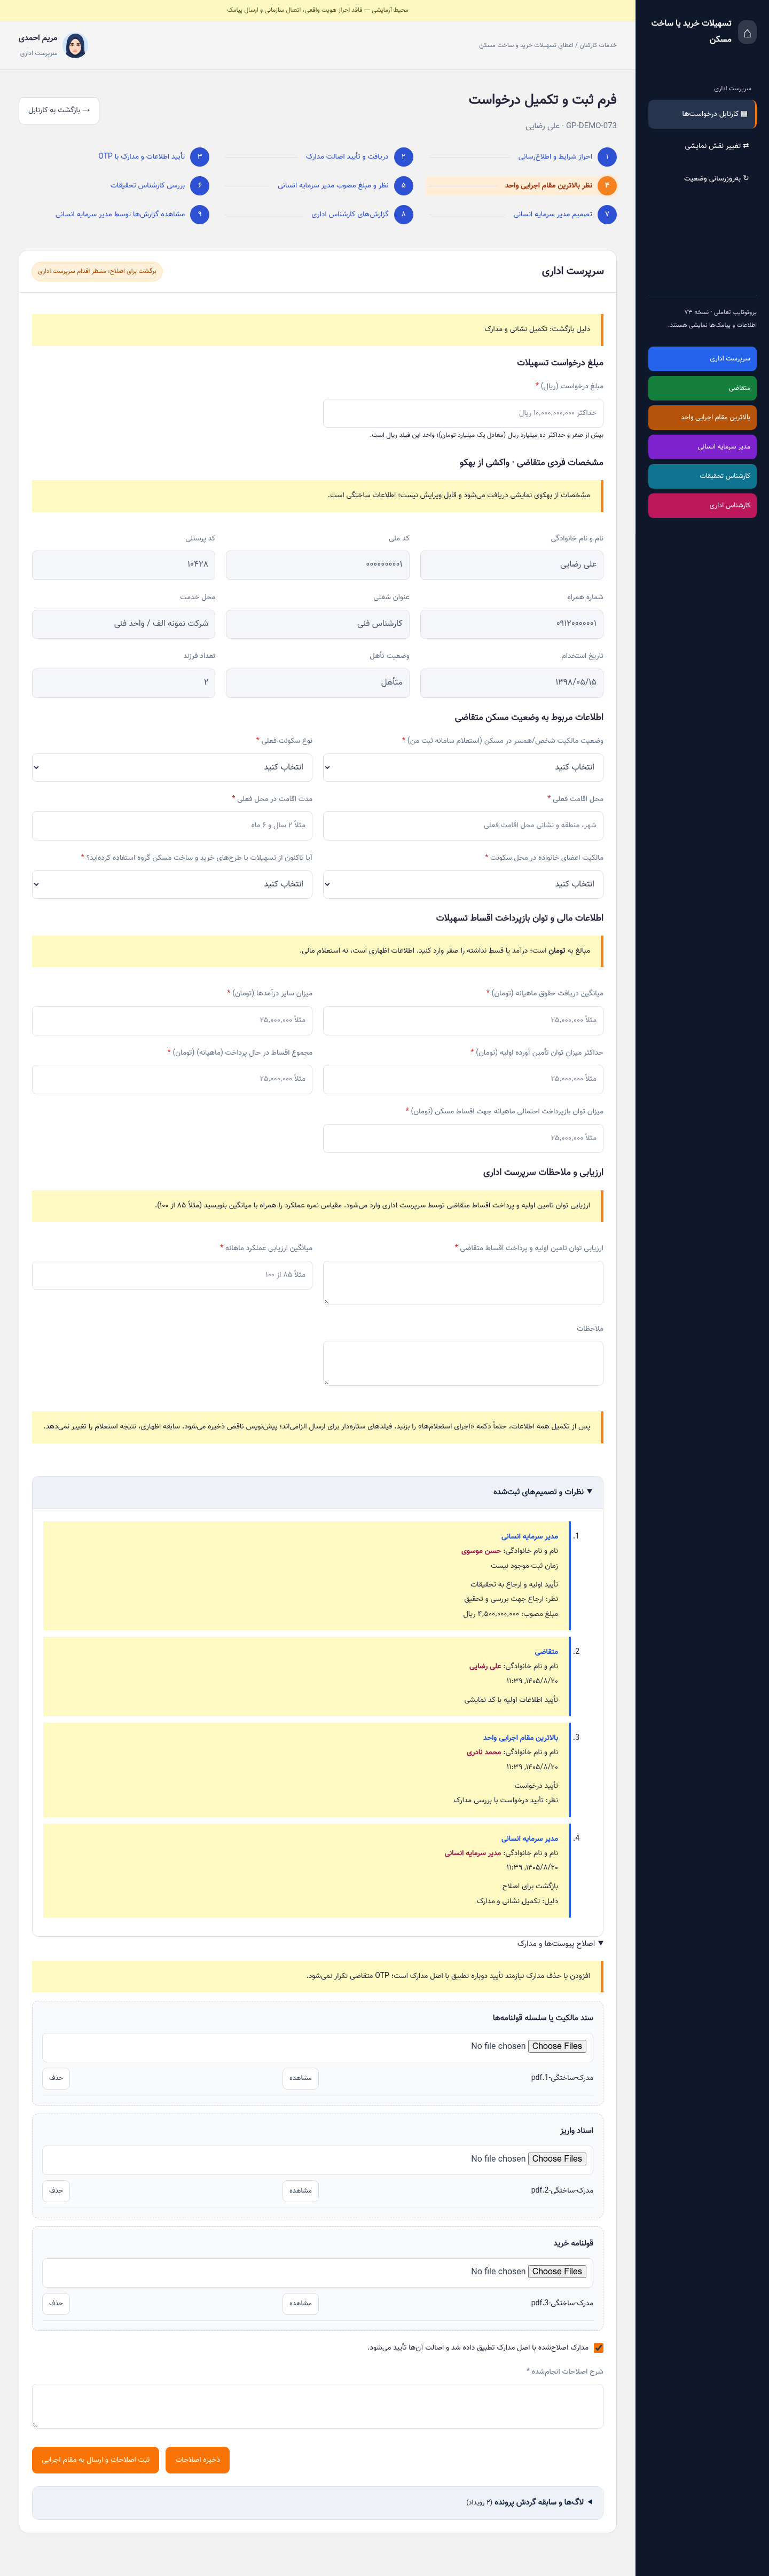 محیط آزمایشی — فاقد احراز هویت واقعی، اتصال سازمانی و ارسال پیامک
تسهیلات خرید یا ساخت
مسکن
سرپرست اداری
▤ کارتابل درخواست‌ها
⇄ تغییر نقش نمایشی
↻ به‌روزرسانی وضعیت
پروتوتایپ تعاملی · نسخه ۷۳
اطلاعات و پیامک‌ها نمایشی هستند.
سرپرست اداری
متقاضی
بالاترین مقام اجرایی واحد
مدیر سرمایه انسانی
کارشناس تحقیقات
کارشناس اداری
خدمات کارکنان / اعطای تسهیلات خرید و ساخت مسکن
مریم احمدی
سرپرست اداری
فرم ثبت و تکمیل درخواست
GP-DEMO-073 · علی رضایی
→ بازگشت به کارتابل
۱ احراز شرایط و اطلاع‌رسانی
۲ دریافت و تأیید اصالت مدارک
۳ تأیید اطلاعات و مدارک با OTP
۴ نظر بالاترین مقام اجرایی واحد
۵ نظر و مبلغ مصوب مدیر سرمایه انسانی
۶ بررسی کارشناس تحقیقات
۷ تصمیم مدیر سرمایه انسانی
۸ گزارش‌های کارشناس اداری
۹ مشاهده گزارش‌ها توسط مدیر سرمایه انسانی
سرپرست اداری
برگشت برای اصلاح؛ منتظر اقدام سرپرست اداری
دلیل بازگشت: تکمیل نشانی و مدارک
مبلغ درخواست تسهیلات
مبلغ درخواست (ریال) *
حداکثر ۱۰,۰۰۰,۰۰۰,۰۰۰ ریال
بیش از صفر و حداکثر ده میلیارد ریال (معادل یک میلیارد تومان)؛ واحد این فیلد ریال است.
مشخصات فردی متقاضی · واکشی از بهکو
مشخصات از بهکوی نمایشی دریافت می‌شود و قابل ویرایش نیست؛ اطلاعات ساختگی است.
نام و نام خانوادگی
کد ملی
کد پرسنلی
علی رضایی
۰۰۰۰۰۰۰۰۰۱
۱۰۴۲۸
شماره همراه
عنوان شغلی
محل خدمت
۰۹۱۲۰۰۰۰۰۰۱
کارشناس فنی
شرکت نمونه الف / واحد فنی
تاریخ استخدام
وضعیت تأهل
تعداد فرزند
۱۳۹۸/۰۵/۱۵
متأهل
۲
اطلاعات مربوط به وضعیت مسکن متقاضی
وضعیت مالکیت شخص/همسر در مسکن (استعلام سامانه ثبت من) *
نوع سکونت فعلی *
انتخاب کنید
انتخاب کنید
محل اقامت فعلی *
مدت اقامت در محل فعلی *
شهر، منطقه و نشانی محل اقامت فعلی
مثلاً ۲ سال و ۶ ماه
مالکیت اعضای خانواده در محل سکونت *
آیا تاکنون از تسهیلات یا طرح‌های خرید و ساخت مسکن گروه استفاده کرده‌اید؟ *
انتخاب کنید
انتخاب کنید
اطلاعات مالی و توان بازپرداخت اقساط تسهیلات
مبالغ به تومان است؛ درآمد یا قسط نداشته را صفر وارد کنید. اطلاعات اظهاری است، نه استعلام مالی.
میانگین دریافت حقوق ماهیانه (تومان) *
میزان سایر درآمدها (تومان) *
مثلاً ۲۵,۰۰۰,۰۰۰
مثلاً ۲۵,۰۰۰,۰۰۰
حداکثر میزان توان تأمین آورده اولیه (تومان) *
مجموع اقساط در حال پرداخت (ماهیانه) (تومان) *
مثلاً ۲۵,۰۰۰,۰۰۰
مثلاً ۲۵,۰۰۰,۰۰۰
میزان توان بازپرداخت احتمالی ماهیانه جهت اقساط مسکن (تومان) *
مثلاً ۲۵,۰۰۰,۰۰۰
ارزیابی و ملاحظات سرپرست اداری
ارزیابی توان تامین اولیه و پرداخت اقساط متقاضی توسط سرپرست اداری وارد می‌شود. مقیاس نمره عملکرد را همراه با میانگین بنویسید (مثلاً ۸۵ از ۱۰۰).
ارزیابی توان تامین اولیه و پرداخت اقساط متقاضی *
میانگین ارزیابی عملکرد ماهانه *
مثلاً ۸۵ از ۱۰۰
ملاحظات
پس از تکمیل همه اطلاعات، حتماً دکمه «اجرای استعلام‌ها» را بزنید. فیلدهای ستاره‌دار برای ارسال الزامی‌اند؛ پیش‌نویس ناقص ذخیره می‌شود. سابقه اظهاری، نتیجه استعلام را تغییر نمی‌دهد.
▼ نظرات و تصمیم‌های ثبت‌شده
1. مدیر سرمایه انسانی
نام و نام خانوادگی: حسن موسوی
زمان ثبت موجود نیست
تأیید اولیه و ارجاع به تحقیقات
نظر: ارجاع جهت بررسی و تحقیق
مبلغ مصوب: ۴,۵۰۰,۰۰۰,۰۰۰ ریال
2. متقاضی
نام و نام خانوادگی: علی رضایی
۱۴۰۵/۸/۲۰, ۱۱:۳۹
تأیید اطلاعات اولیه با کد نمایشی
3. بالاترین مقام اجرایی واحد
نام و نام خانوادگی: محمد نادری
۱۴۰۵/۸/۲۰, ۱۱:۳۹
تأیید درخواست
نظر: تأیید درخواست با بررسی مدارک
4. مدیر سرمایه انسانی
نام و نام خانوادگی: مدیر سرمایه انسانی
۱۴۰۵/۸/۲۰, ۱۱:۳۹
بازگشت برای اصلاح
دلیل: تکمیل نشانی و مدارک
▼ اصلاح پیوست‌ها و مدارک
افزودن یا حذف مدارک نیازمند تأیید دوباره تطبیق با اصل مدارک است؛ OTP متقاضی تکرار نمی‌شود.
سند مالکیت یا سلسله قولنامه‌ها
Choose Files No file chosen
مدرک-ساختگی-1.pdf
مشاهده
حذف
اسناد واریز
Choose Files No file chosen
مدرک-ساختگی-2.pdf
مشاهده
حذف
قولنامه خرید
Choose Files No file chosen
مدرک-ساختگی-3.pdf
مشاهده
حذف
مدارک اصلاح‌شده با اصل مدارک تطبیق داده شد و اصالت آن‌ها تأیید می‌شود.
شرح اصلاحات انجام‌شده *
ذخیره اصلاحات
ثبت اصلاحات و ارسال به مقام اجرایی
◀ لاگ‌ها و سابقه گردش پرونده (۲ رویداد)